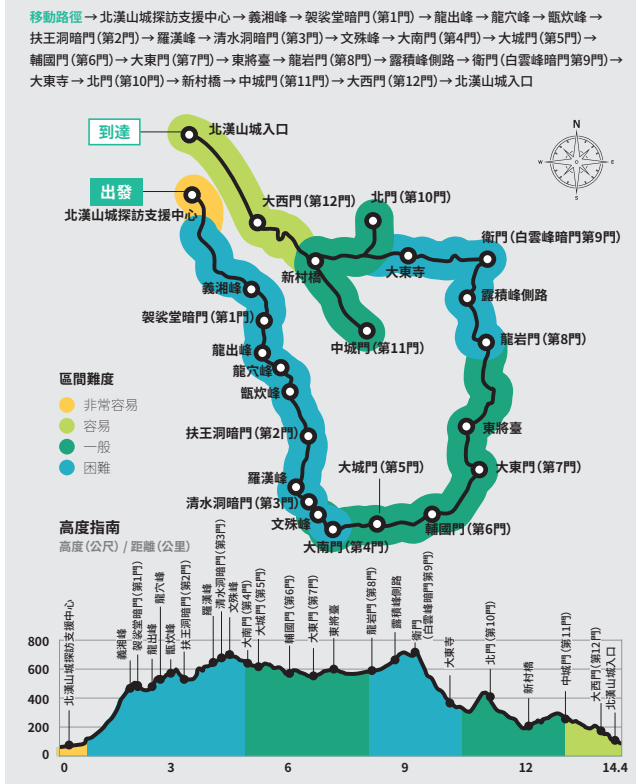 移動路徑 → 北漢山城探訪支援中心 → 義湘峰 → 袈裟堂暗門(第1門) → 龍出峰 → 龍穴峰 → 甑炊峰 →
扶王洞暗門(第2門) → 羅漢峰 → 清水洞暗門(第3門) → 文殊峰 → 大南門(第4門) → 大城門(第5門) →
輔國門(第6門) → 大東門(第7門) → 東將臺 → 龍岩門(第8門) → 露積峰側路 → 衛門(白雲峰暗門第9門) →
大東寺 → 北門(第10門) → 新村橋 → 中城門(第11門) → 大西門(第12門) → 北漢山城入口
到達
北漢山城入口
N
W
E
S
出發
北漢山城探訪支援中心
大西門(第12門)
北門(第10門)
衛門(白雲峰暗門第9門)
新村橋
大東寺
義湘峰
露積峰側路
袈裟堂暗門(第1門)
龍岩門(第8門)
龍出峰
中城門(第11門)
龍穴峰
甑炊峰
區間難度
非常容易
容易
一般
困難
扶王洞暗門(第2門)
東將臺
大城門(第5門)
大東門(第7門)
羅漢峰
清水洞暗門(第3門)
文殊峰
輔國門(第6門)
大南門(第4門)
高度指南
高度(公尺) / 距離(公里)
北漢山城探訪支援中心
義湘峰
袈裟堂暗門(第1門)
龍出峰
龍穴峰
甑炊峰
扶王洞暗門(第2門)
羅漢峰
清水洞暗門(第3門)
文殊峰
大南門(第4門)
大城門(第5門)
輔國門(第6門)
大東門(第7門)
東將臺
龍岩門(第8門)
露積峰側路
衛門
(白雲峰暗門第9門)
大東寺
北門(第10門)
新村橋
中城門(第11門)
大西門(第12門)
北漢山城入口
800
600
400
200
0
0 3 6 9 12 14.4